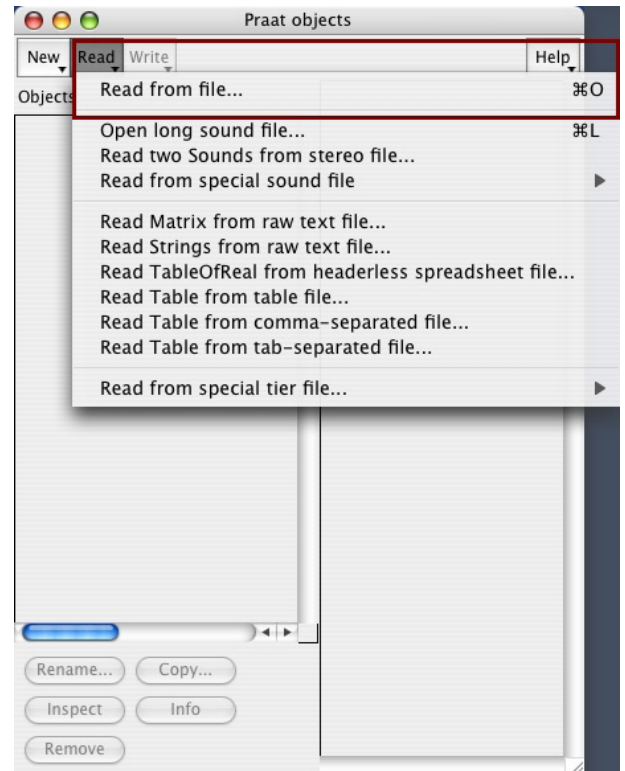 Praat objects
New Read Write Help
Objects
Read from file... ⌘O
Open long sound file... ⌘L
Read two Sounds from stereo file...
Read from special sound file
Read Matrix from raw text file...
Read Strings from raw text file...
Read TableOfReal from headerless spreadsheet file...
Read Table from table file...
Read Table from comma-separated file...
Read Table from tab-separated file...
Read from special tier file...
Rename... Copy...
Inspect Info
Remove